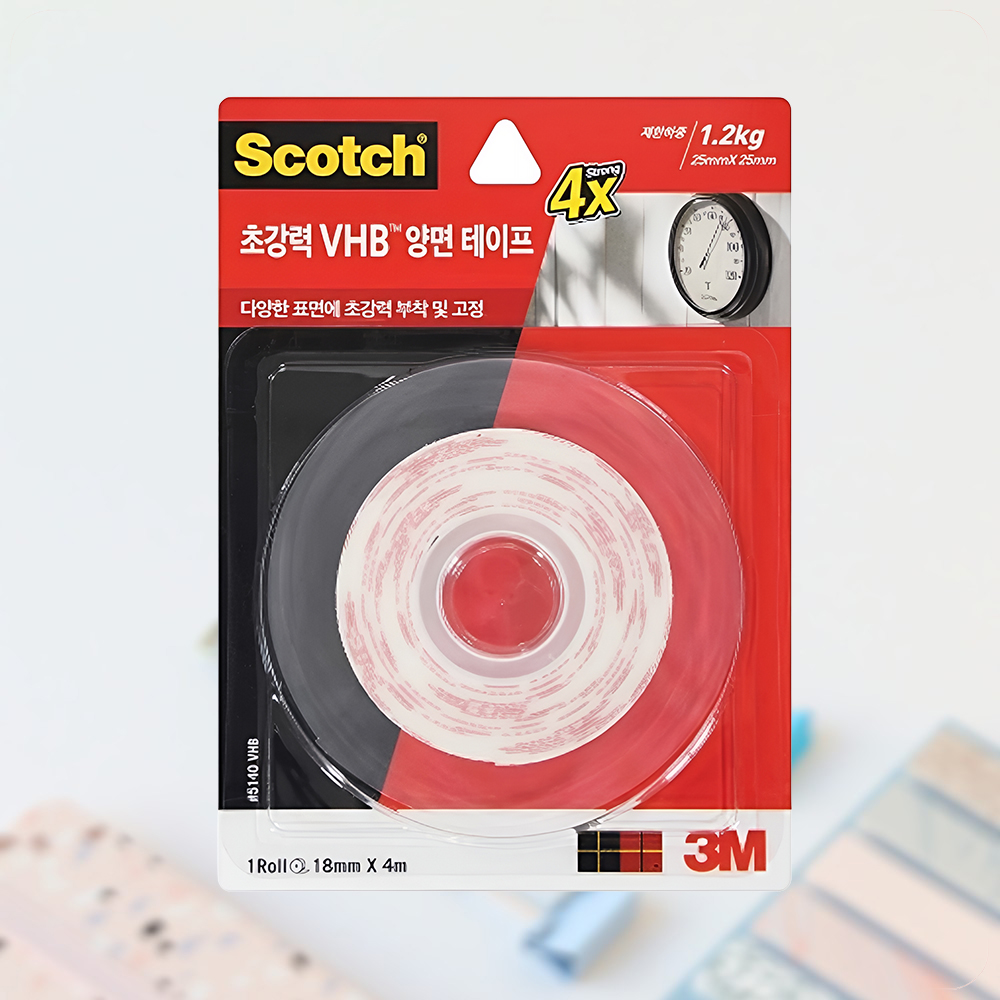 Scotch®
제한하중
1.2kg
25mmX 25mm
Strong
4x
초강력 VHB™ 양면 테이프
다양한 표면에 초강력 부착 및 고정
#5140 VHB
1Roll 18mm X 4m
3M